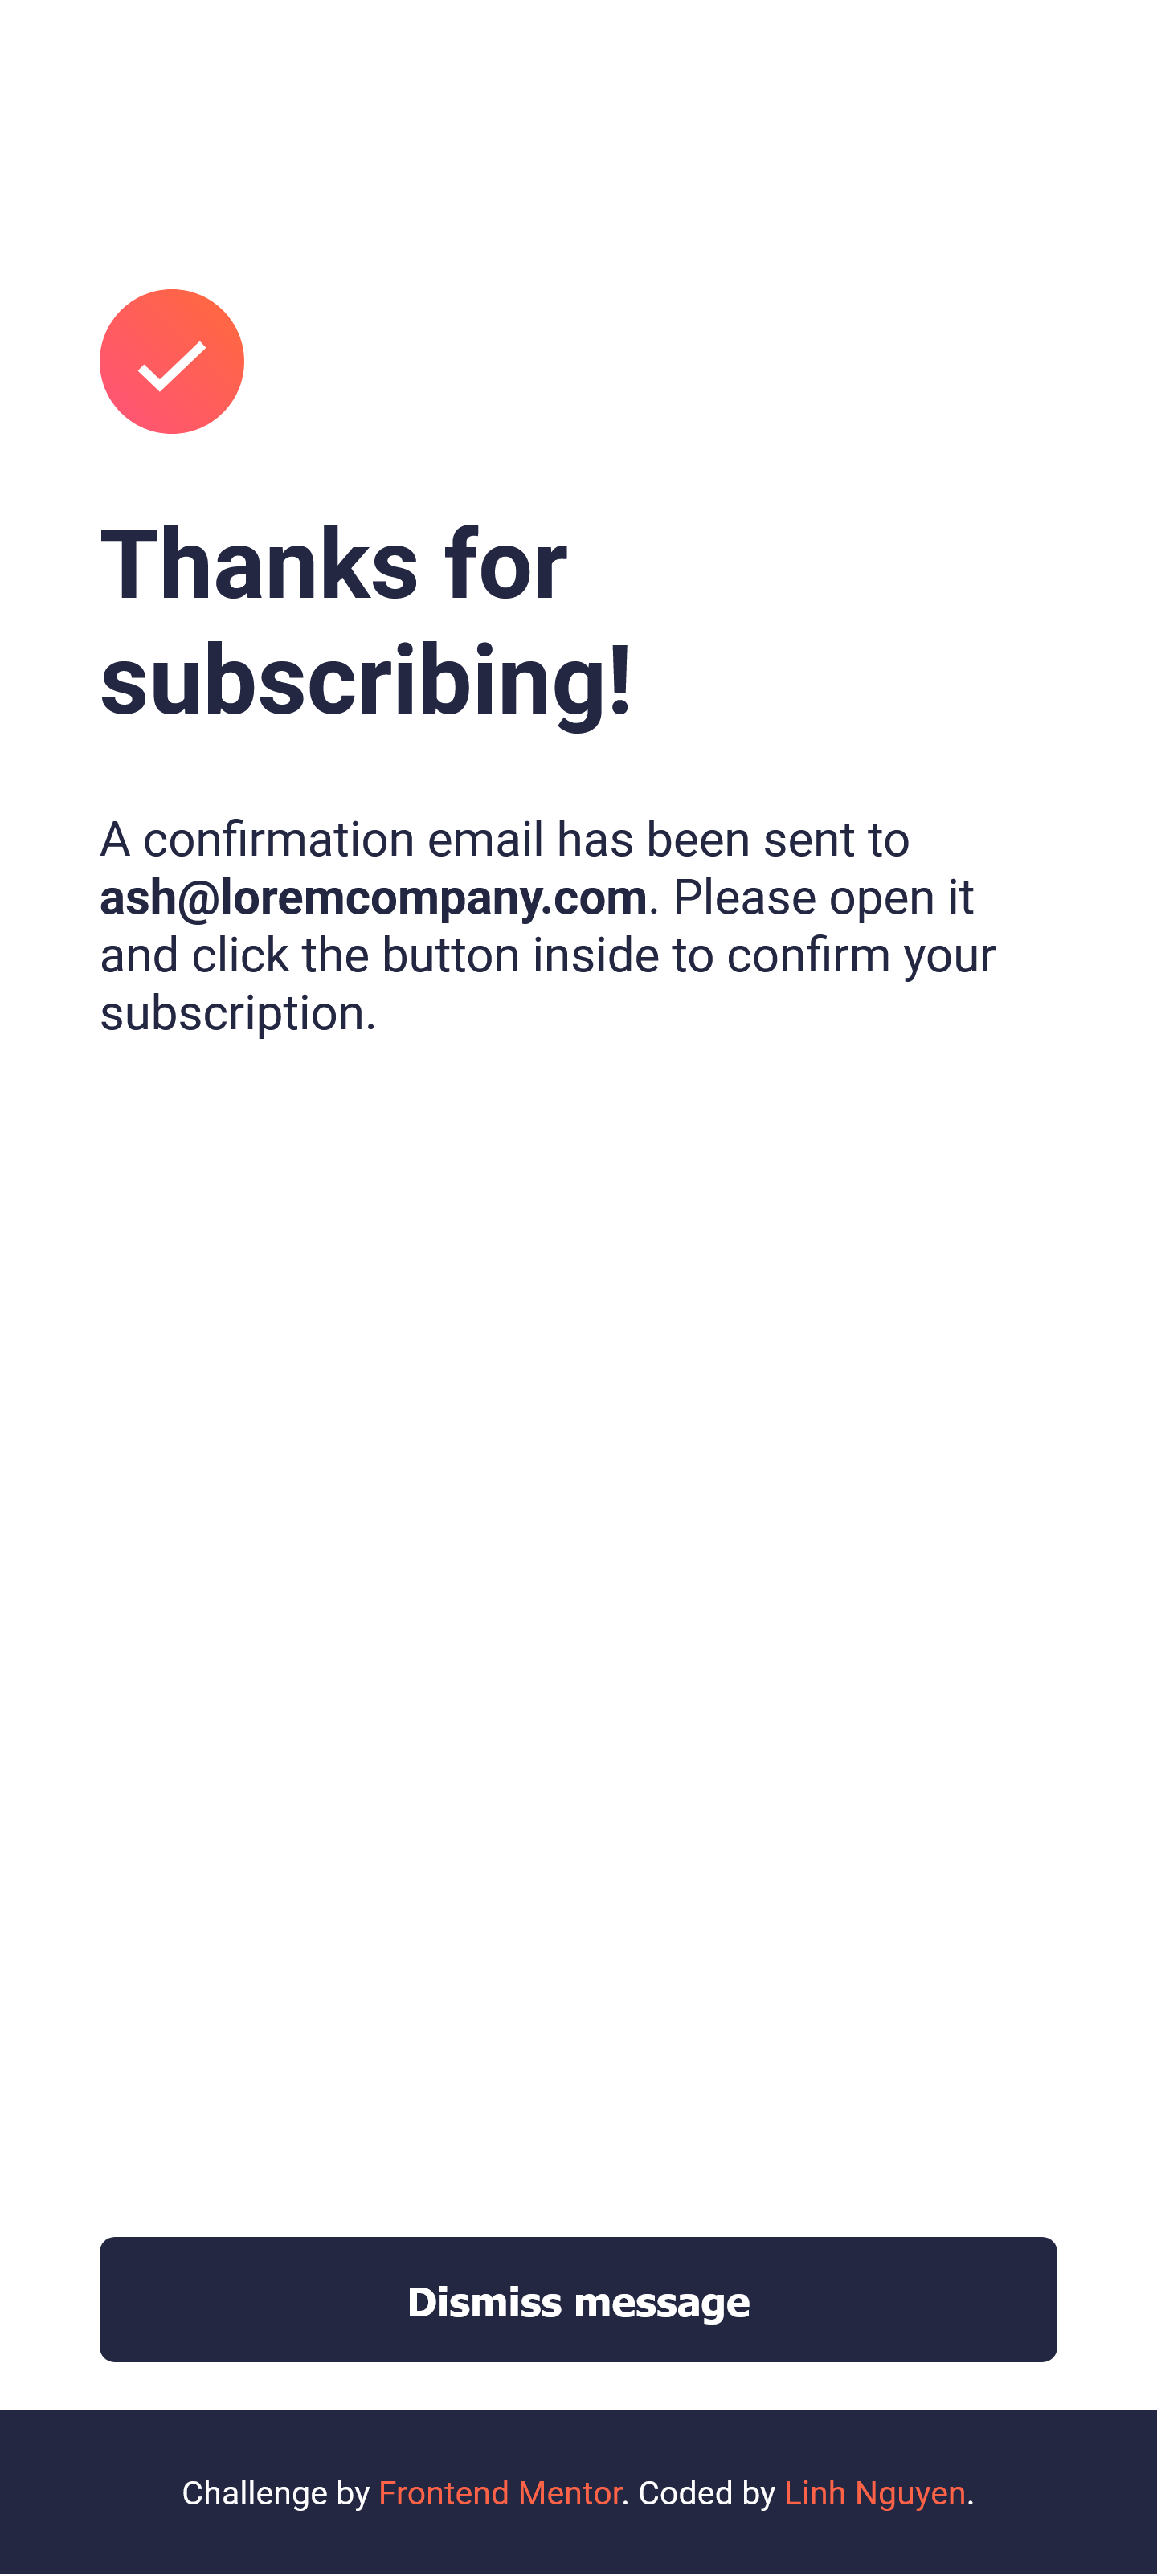 Thanks for
subscribing!
A confirmation email has been sent to
ash@loremcompany.com. Please open it
and click the button inside to confirm your
subscription.
Dismiss message
Challenge by Frontend Mentor. Coded by Linh Nguyen.